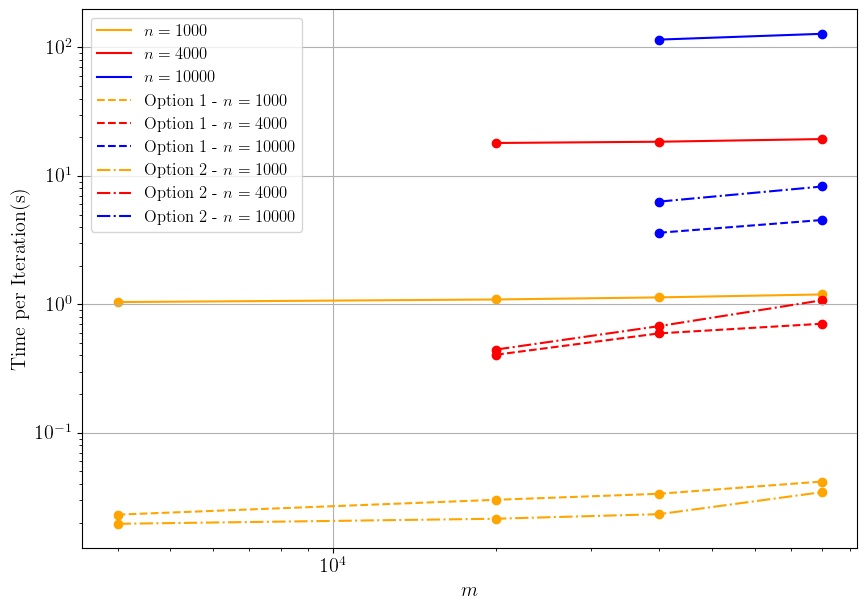 $n = 1000$
$n = 4000$
$n = 10000$
Option 1 - $n = 1000$
Option 1 - $n = 4000$
Option 1 - $n = 10000$
Option 2 - $n = 1000$
Option 2 - $n = 4000$
Option 2 - $n = 10000$
Time per Iteration(s)
$10^2$
$10^1$
$10^0$
$10^{-1}$
$10^4$
$m$